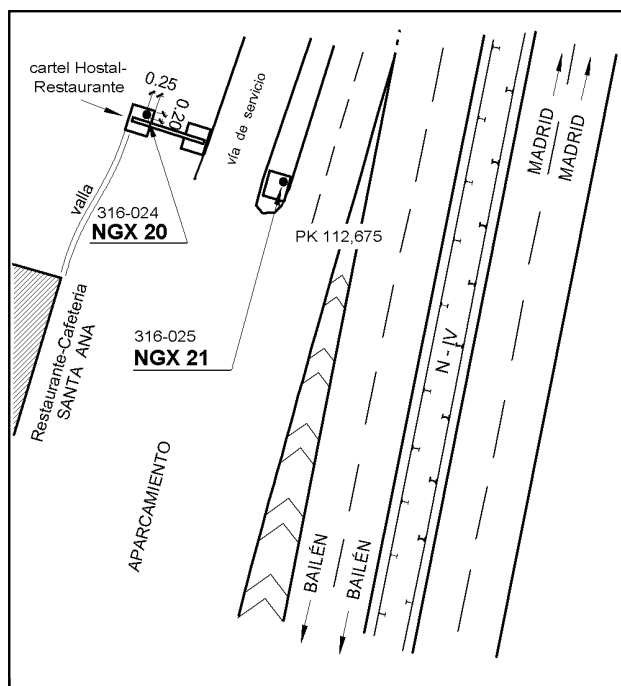 cartel Hostal-
Restaurante
0.25
0.20
vía de servicio
valla
316-024
NGX 20
PK 112,675
316-025
NGX 21
Restaurante-Cafetería
SANTA ANA
APARCAMIENTO
N-IV
MADRID
MADRID
BAILÉN
BAILÉN